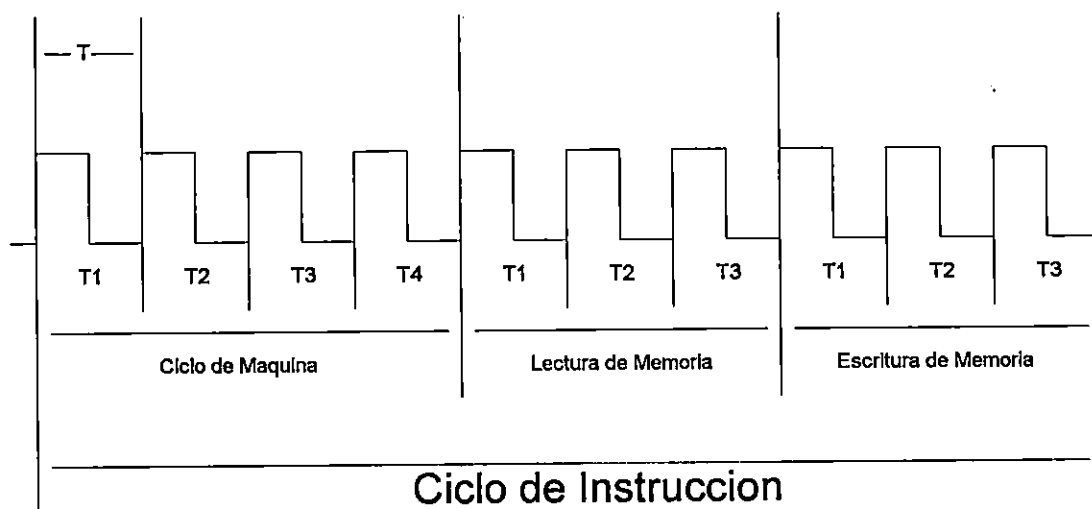 T
T1 T2 T3 T4 T1 T2 T3 T1 T2 T3
Ciclo de Maquina Lectura de Memoria Escritura de Memoria
Ciclo de Instruccion